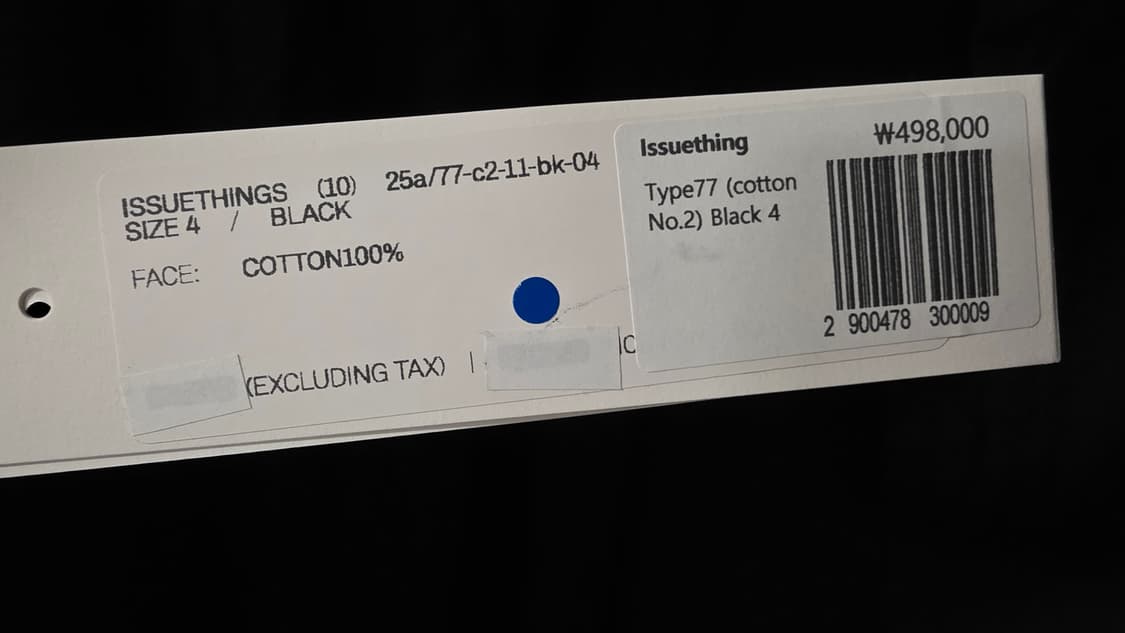 ISSUETHINGS (10) 25a/77-c2-11-bk-04
SIZE 4 / BLACK
FACE: COTTON100%
(EXCLUDING TAX) |
Issuething
₩498,000
Type77 (cotton
No.2) Black 4
2 900478 300009